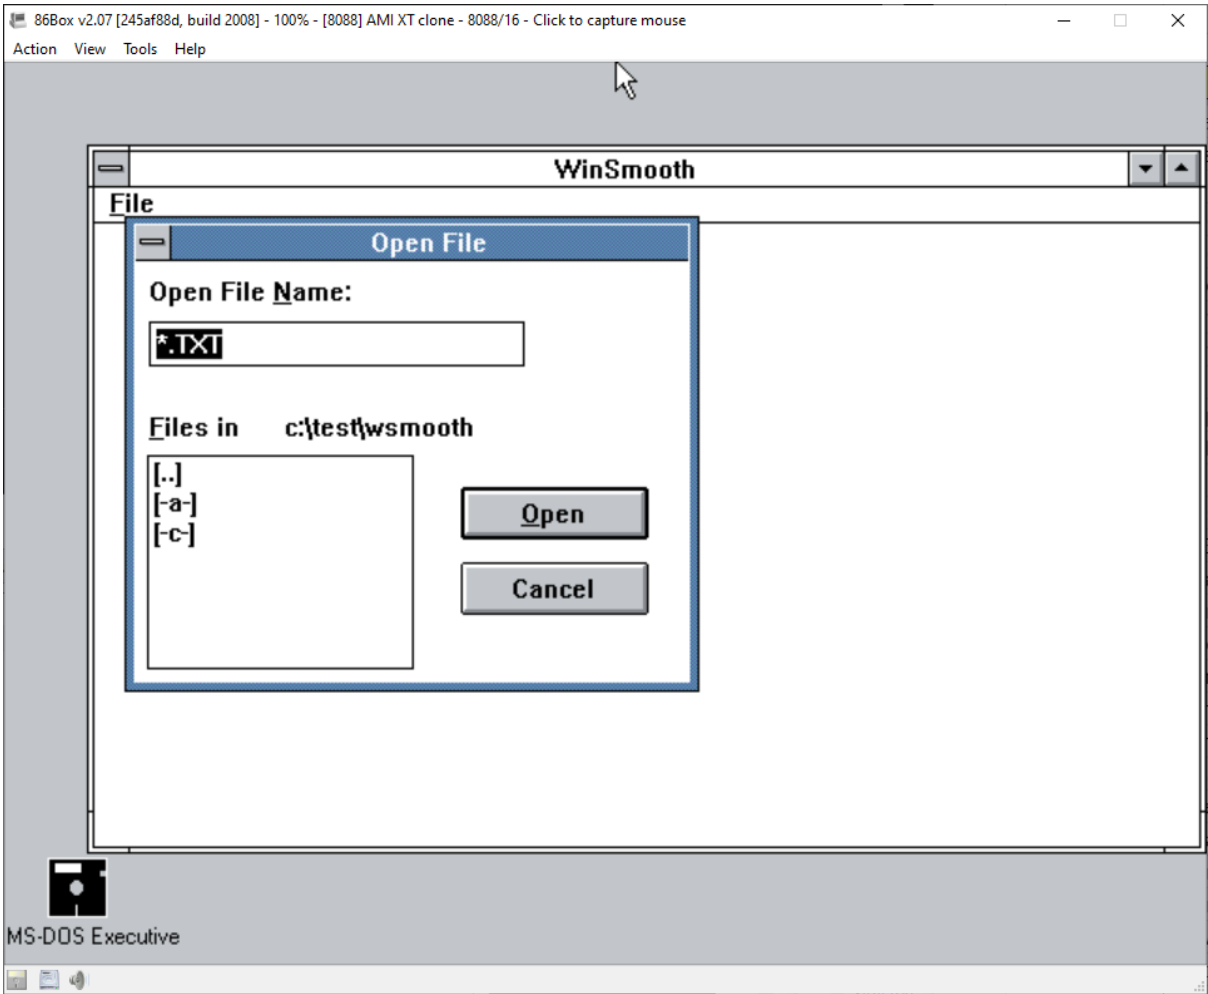 86Box v2.07 [245af88d, build 2008] - 100% - [8088] AMI XT clone - 8088/16 - Click to capture mouse
Action View Tools Help
WinSmooth
File
Open File
Open File Name:
*.TXT
Files in c:\test\wsmooth
[..]
[-a-]
[-c-]
Open
Cancel
MS-DOS Executive